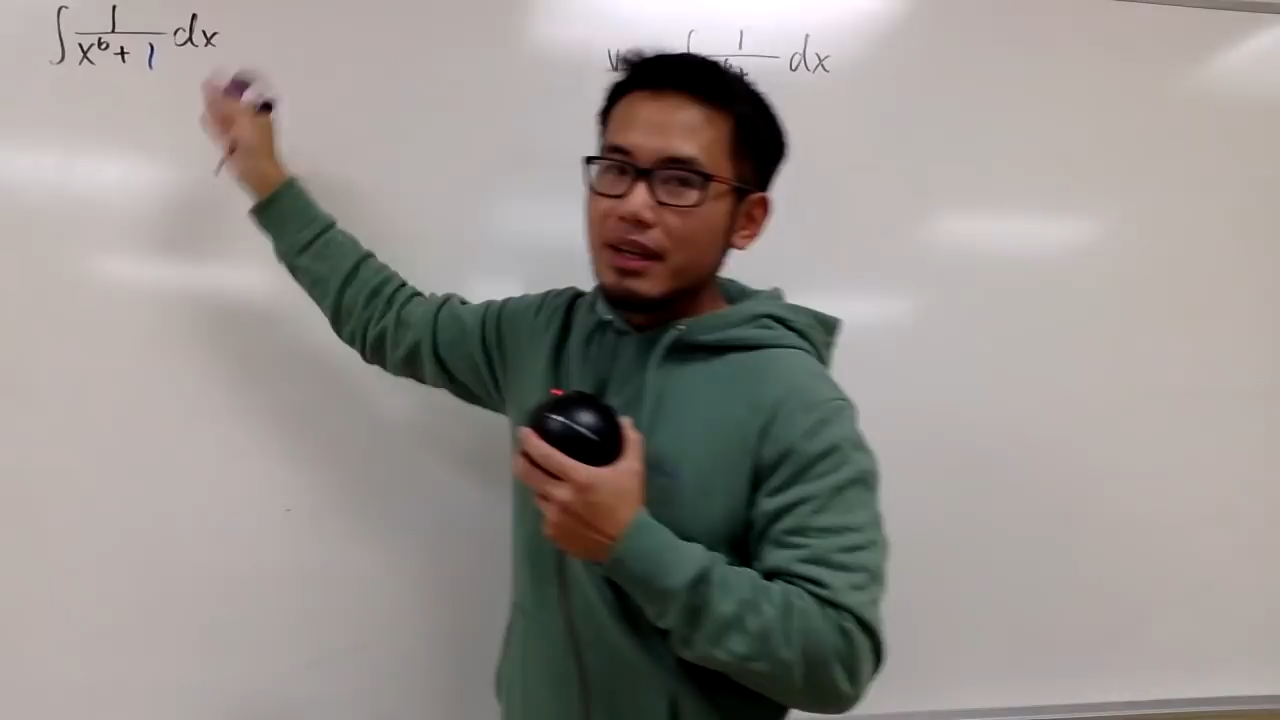 ∫ 1/(x⁶ + 1) dx
∫ 1 dx